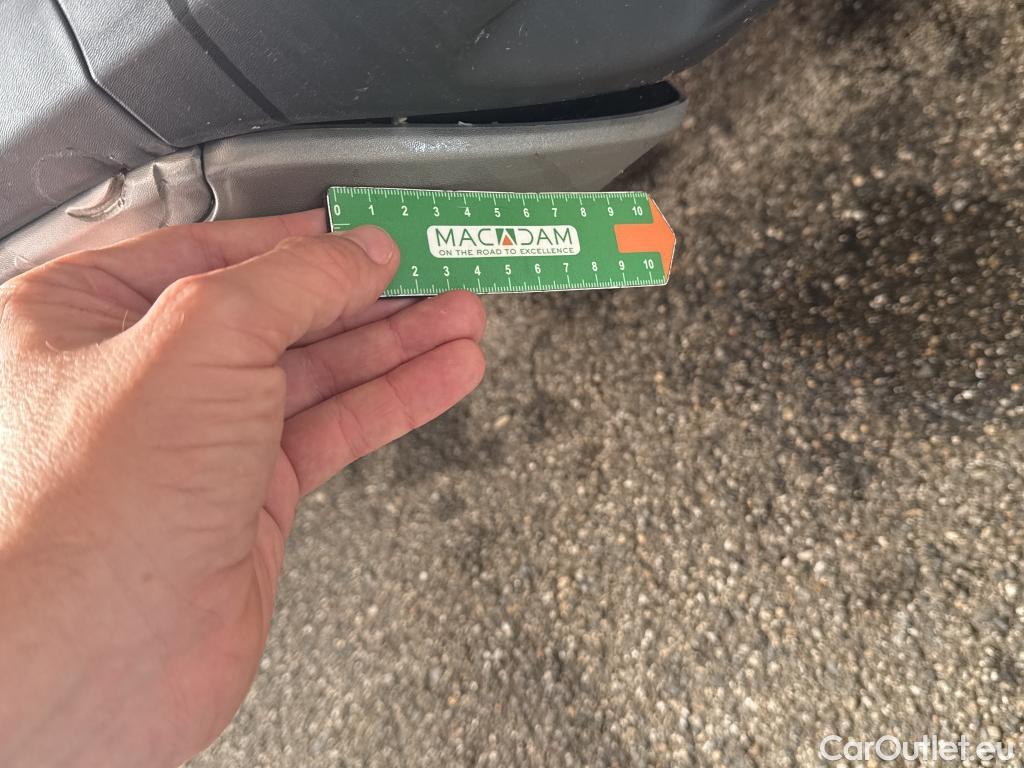 0 1 2 3 4 5 6 7 8 9 10
MACADAM
ON THE ROAD TO EXCELLENCE
2 3 4 5 6 7 8 9 10
CarOutlet.eu